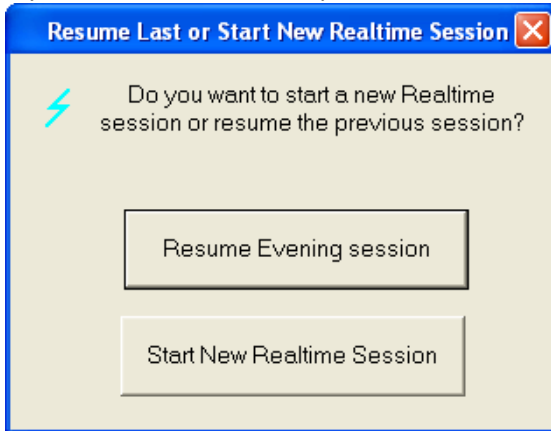 Resume Last or Start New Realtime Session
Do you want to start a new Realtime
session or resume the previous session?
Resume Evening session
Start New Realtime Session